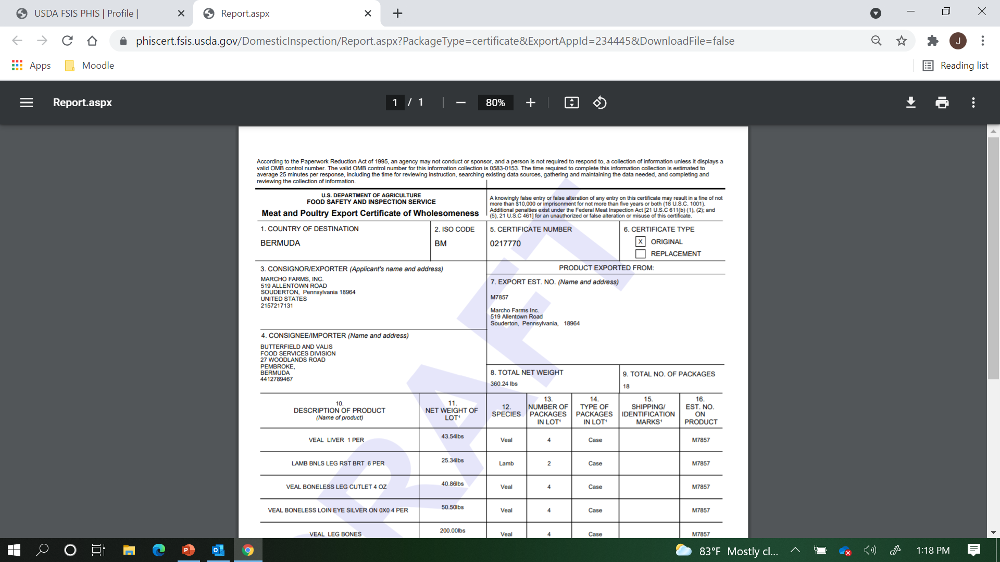 USDA FSIS PHIS | Profile |
Report.aspx
phiscert.fsis.usda.gov/DomesticInspection/Report.aspx?PackageType=certificate&ExportAppId=234445&DownloadFile=false
J
Apps
Moodle
Reading list
Report.aspx
1 / 1
80%
According to the Paperwork Reduction Act of 1995, an agency may not conduct or sponsor, and a person is not required to respond to, a collection of information unless it displays a
valid OMB control number. The valid OMB control number for this information collection is 0583-0153. The time required to complete this information collection is estimated to
average 25 minutes per response, including the time for reviewing instruction, searching existing data sources, gathering and maintaining the data needed, and completing and
reviewing the collection of information.
U.S. DEPARTMENT OF AGRICULTURE
FOOD SAFETY AND INSPECTION SERVICE
Meat and Poultry Export Certificate of Wholesomeness
A knowingly false entry or false alteration of any entry on this certificate may result in a fine of not
more than $10,000 or imprisonment for not more than five years or both (18 U.S.C. 1001).
Additional penalties exist under the Federal Meat Inspection Act [21 U.S.C 611(b) (1), (2); and
(5), 21 U.S.C 461] for an unauthorized or false alteration or misuse of this certificate.
1. COUNTRY OF DESTINATION
BERMUDA
2. ISO CODE
BM
5. CERTIFICATE NUMBER
0217770
6. CERTIFICATE TYPE
X ORIGINAL
REPLACEMENT
3. CONSIGNOR/EXPORTER (Applicant's name and address)
MARCHO FARMS, INC.
519 ALLENTOWN ROAD
SOUDERTON, Pennsylvania 18964
UNITED STATES
2157217131
PRODUCT EXPORTED FROM:
7. EXPORT EST. NO. (Name and address)
M7857
Marcho Farms Inc.
519 Allentown Road
Souderton, Pennsylvania, 18964
4. CONSIGNEE/IMPORTER (Name and address)
BUTTERFIELD AND VALIS
FOOD SERVICES DIVISION
27 WOODLANDS ROAD
PEMBROKE,
BERMUDA
4412789467
8. TOTAL NET WEIGHT
360.24 lbs
9. TOTAL NO. OF PACKAGES
18
10.
DESCRIPTION OF PRODUCT
(Name of product)
11.
NET WEIGHT OF
LOT¹
12.
SPECIES
13.
NUMBER OF
PACKAGES
IN LOT¹
14.
TYPE OF
PACKAGES
IN LOT¹
15.
SHIPPING/
IDENTIFICATION
MARKS¹
16.
EST. NO.
ON
PRODUCT
VEAL LIVER 1 PER 43.54lbs Veal 4 Case M7857
LAMB BNLS LEG RST BRT 6 PER 25.34lbs Lamb 2 Case M7857
VEAL BONELESS LEG CUTLET 4 OZ 40.86lbs Veal 4 Case M7857
VEAL BONELESS LOIN EYE SILVER ON 0X0 4 PER 50.50lbs Veal 4 Case M7857
VEAL LEG BONES 200.00lbs Veal 4 Case M7857
DRAFT
83°F Mostly cl...
1:18 PM